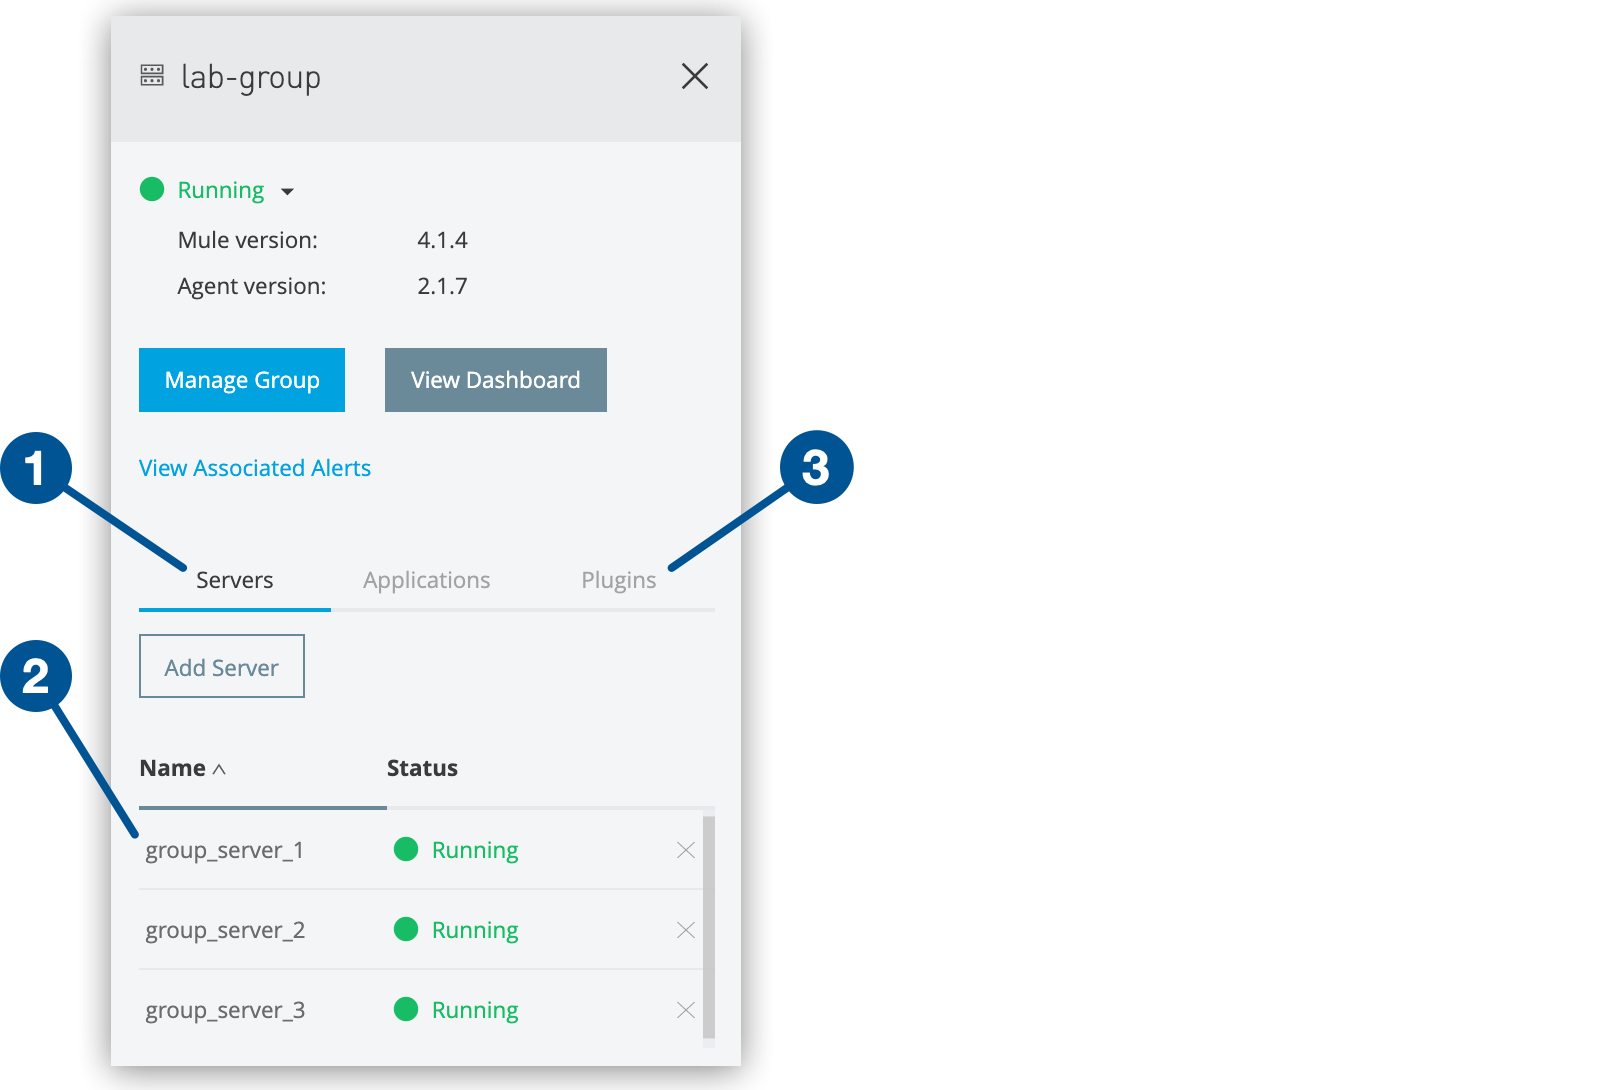 lab-group
Running
Mule version: 4.1.4
Agent version: 2.1.7
Manage Group View Dashboard
1 View Associated Alerts 3
Servers Applications Plugins
2 Add Server
Name Status
group_server_1 Running
group_server_2 Running
group_server_3 Running